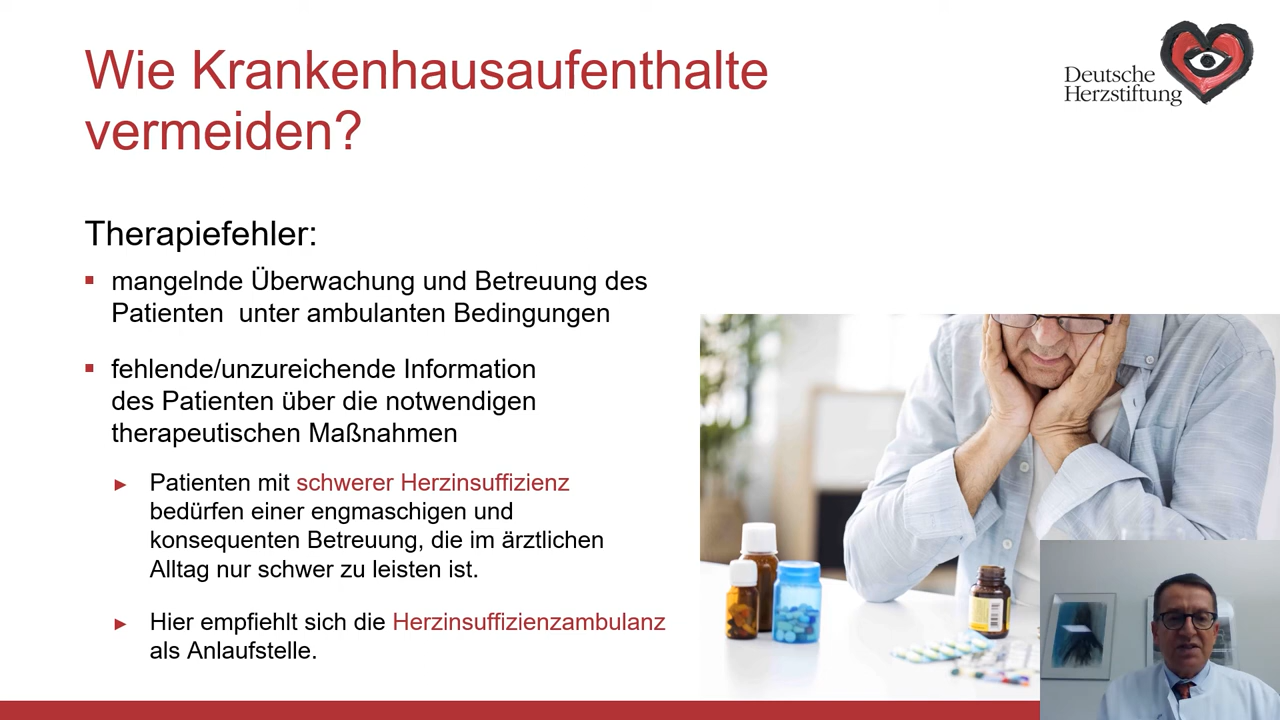 Wie Krankenhausaufenthalte
vermeiden?
Deutsche
Herzstiftung
Therapiefehler:
mangelnde Überwachung und Betreuung des
Patienten unter ambulanten Bedingungen
fehlende/unzureichende Information
des Patienten über die notwendigen
therapeutischen Maßnahmen
► Patienten mit schwerer Herzinsuffizienz
bedürfen einer engmaschigen und
konsequenten Betreuung, die im ärztlichen
Alltag nur schwer zu leisten ist.
► Hier empfiehlt sich die Herzinsuffizienzambulanz
als Anlaufstelle.